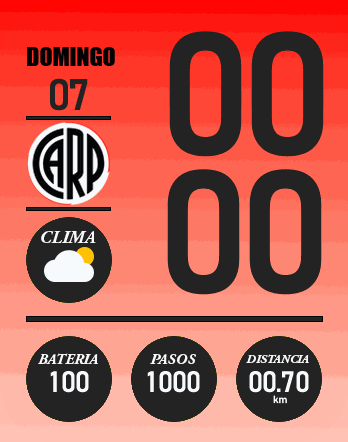 DOMINGO
07
CARP
CLIMA
00
00
BATERIA
100
PASOS
1000
DISTANCIA
00.70
km